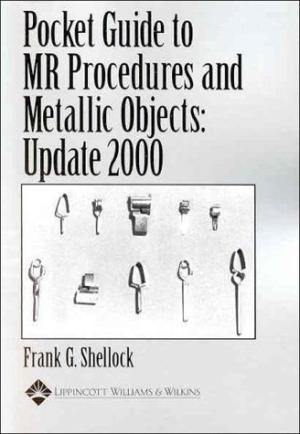 Pocket Guide to
MR Procedures and
Metallic Objects:
Update 2000
Frank G. Shellock
LIPPINCOTT WILLIAMS & WILKINS